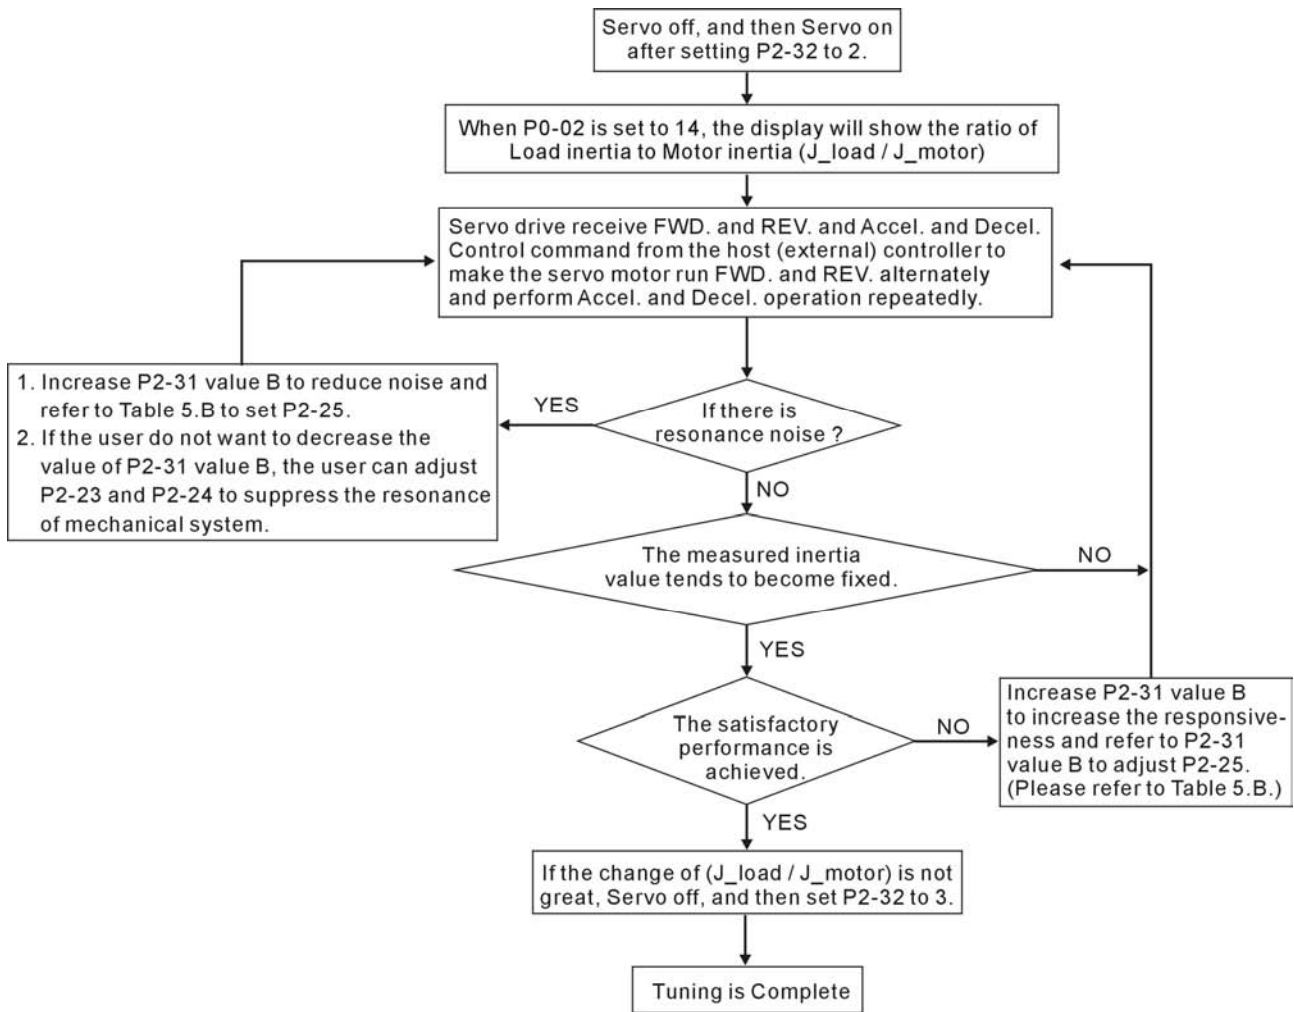 Servo off, and then Servo on
after setting P2-32 to 2.
When P0-02 is set to 14, the display will show the ratio of
Load inertia to Motor inertia (J_load / J_motor)
Servo drive receive FWD. and REV. and Accel. and Decel.
Control command from the host (external) controller to
make the servo motor run FWD. and REV. alternately
and perform Accel. and Decel. operation repeatedly.
1. Increase P2-31 value B to reduce noise and
refer to Table 5.B to set P2-25.
2. If the user do not want to decrease the
value of P2-31 value B, the user can adjust
P2-23 and P2-24 to suppress the resonance
of mechanical system.
YES
If there is
resonance noise ?
NO
The measured inertia
value tends to become fixed.
NO
YES
The satisfactory
performance is
achieved.
NO
Increase P2-31 value B
to increase the responsive-
ness and refer to P2-31
value B to adjust P2-25.
(Please refer to Table 5.B.)
YES
If the change of (J_load / J_motor) is not
great, Servo off, and then set P2-32 to 3.
Tuning is Complete